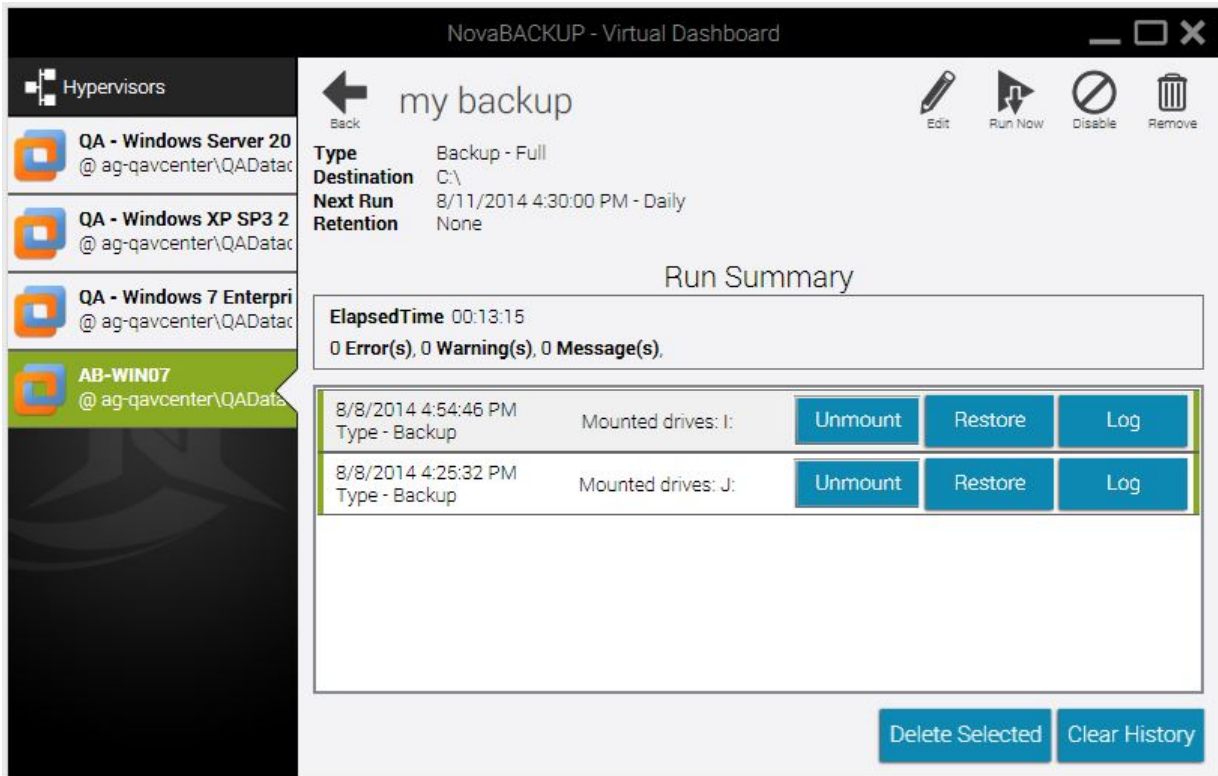 NovaBACKUP - Virtual Dashboard
Hypervisors
QA - Windows Server 20
@ ag-qavcenter\QADatac
QA - Windows XP SP3 2
@ ag-qavcenter\QADatac
QA - Windows 7 Enterpri
@ ag-qavcenter\QADatac
AB-WIN07
@ ag-qavcenter\QAData
Back
my backup
Edit
Run Now
Disable
Remove
Type Backup - Full
Destination C:\
Next Run 8/11/2014 4:30:00 PM - Daily
Retention None
Run Summary
ElapsedTime 00:13:15
0 Error(s), 0 Warning(s), 0 Message(s),
8/8/2014 4:54:46 PM
Type - Backup
Mounted drives: I:
Unmount
Restore
Log
8/8/2014 4:25:32 PM
Type - Backup
Mounted drives: J:
Unmount
Restore
Log
Delete Selected
Clear History